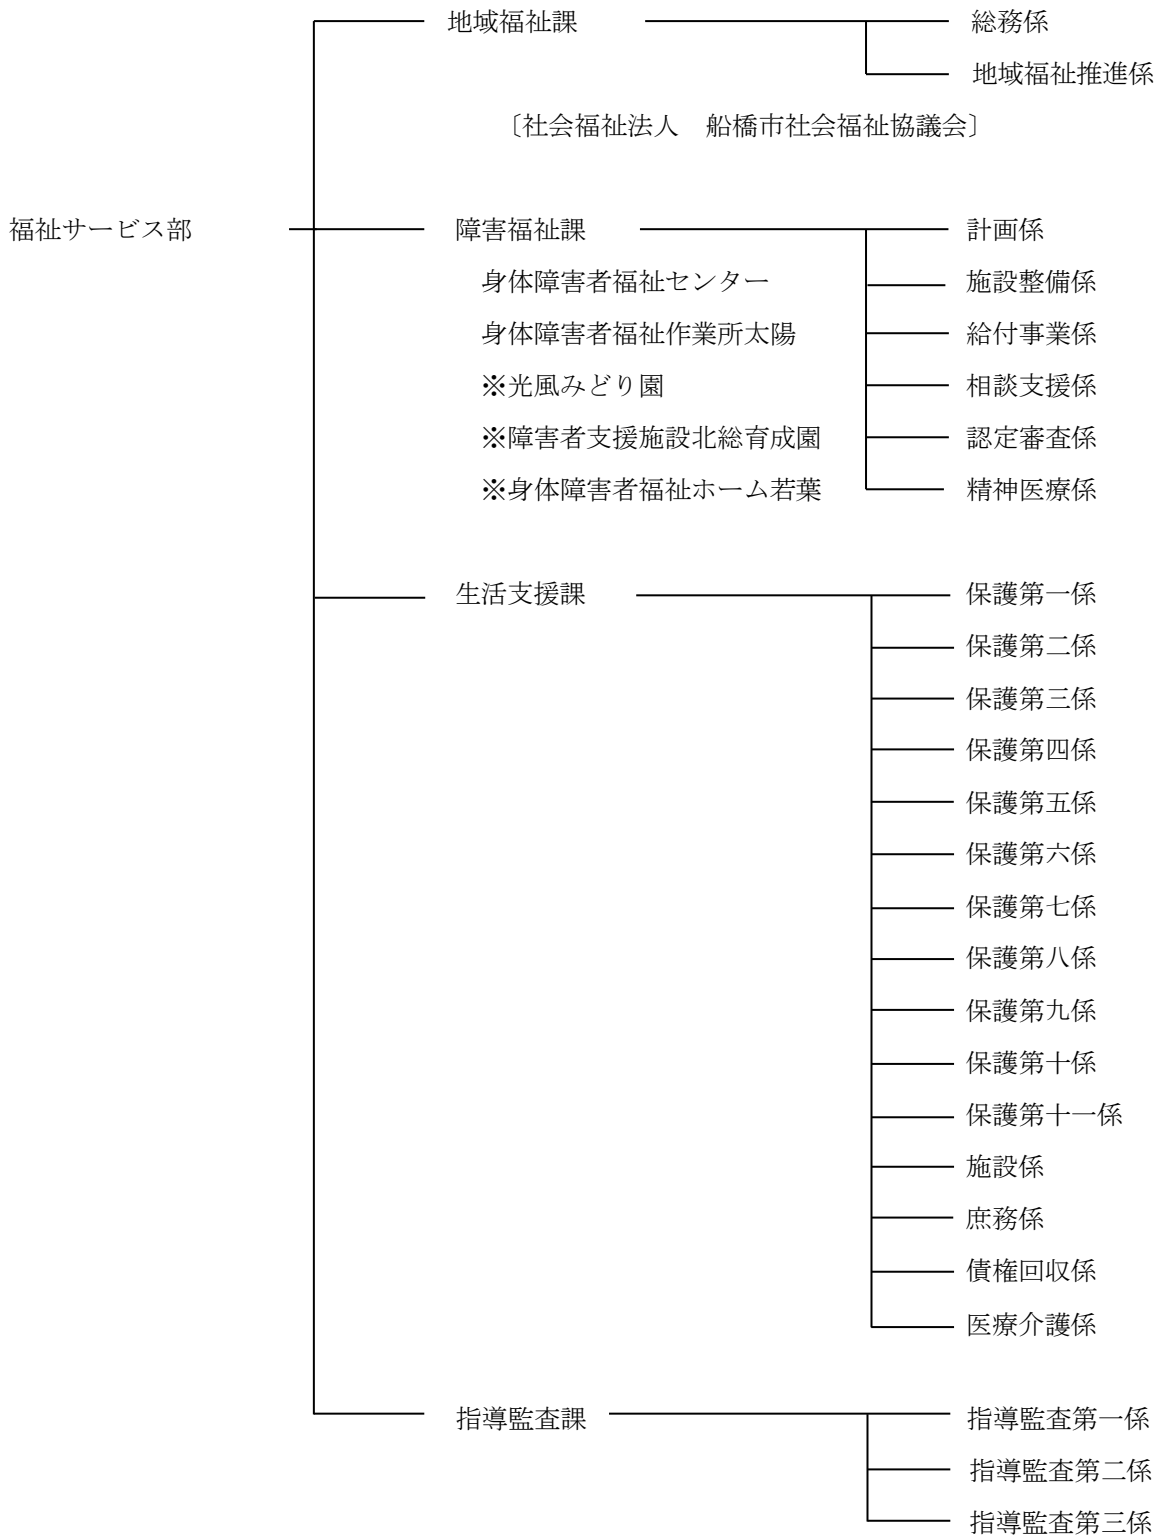 地域福祉課 総務係
地域福祉推進係
〔社会福祉法人　船橋市社会福祉協議会〕
福祉サービス部 障害福祉課 計画係
身体障害者福祉センター 施設整備係
身体障害者福祉作業所太陽 給付事業係
※光風みどり園 相談支援係
※障害者支援施設北総育成園 認定審査係
※身体障害者福祉ホーム若葉 精神医療係
生活支援課 保護第一係
保護第二係
保護第三係
保護第四係
保護第五係
保護第六係
保護第七係
保護第八係
保護第九係
保護第十係
保護第十一係
施設係
庶務係
債権回収係
医療介護係
指導監査課 指導監査第一係
指導監査第二係
指導監査第三係